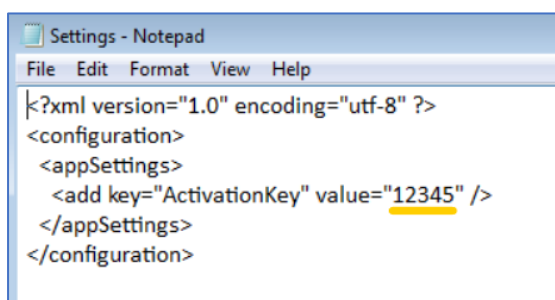 Settings - Notepad
File Edit Format View Help
<?xml version="1.0" encoding="utf-8" ?>
<configuration>
<appSettings>
<add key="ActivationKey" value="12345" />
</appSettings>
</configuration>